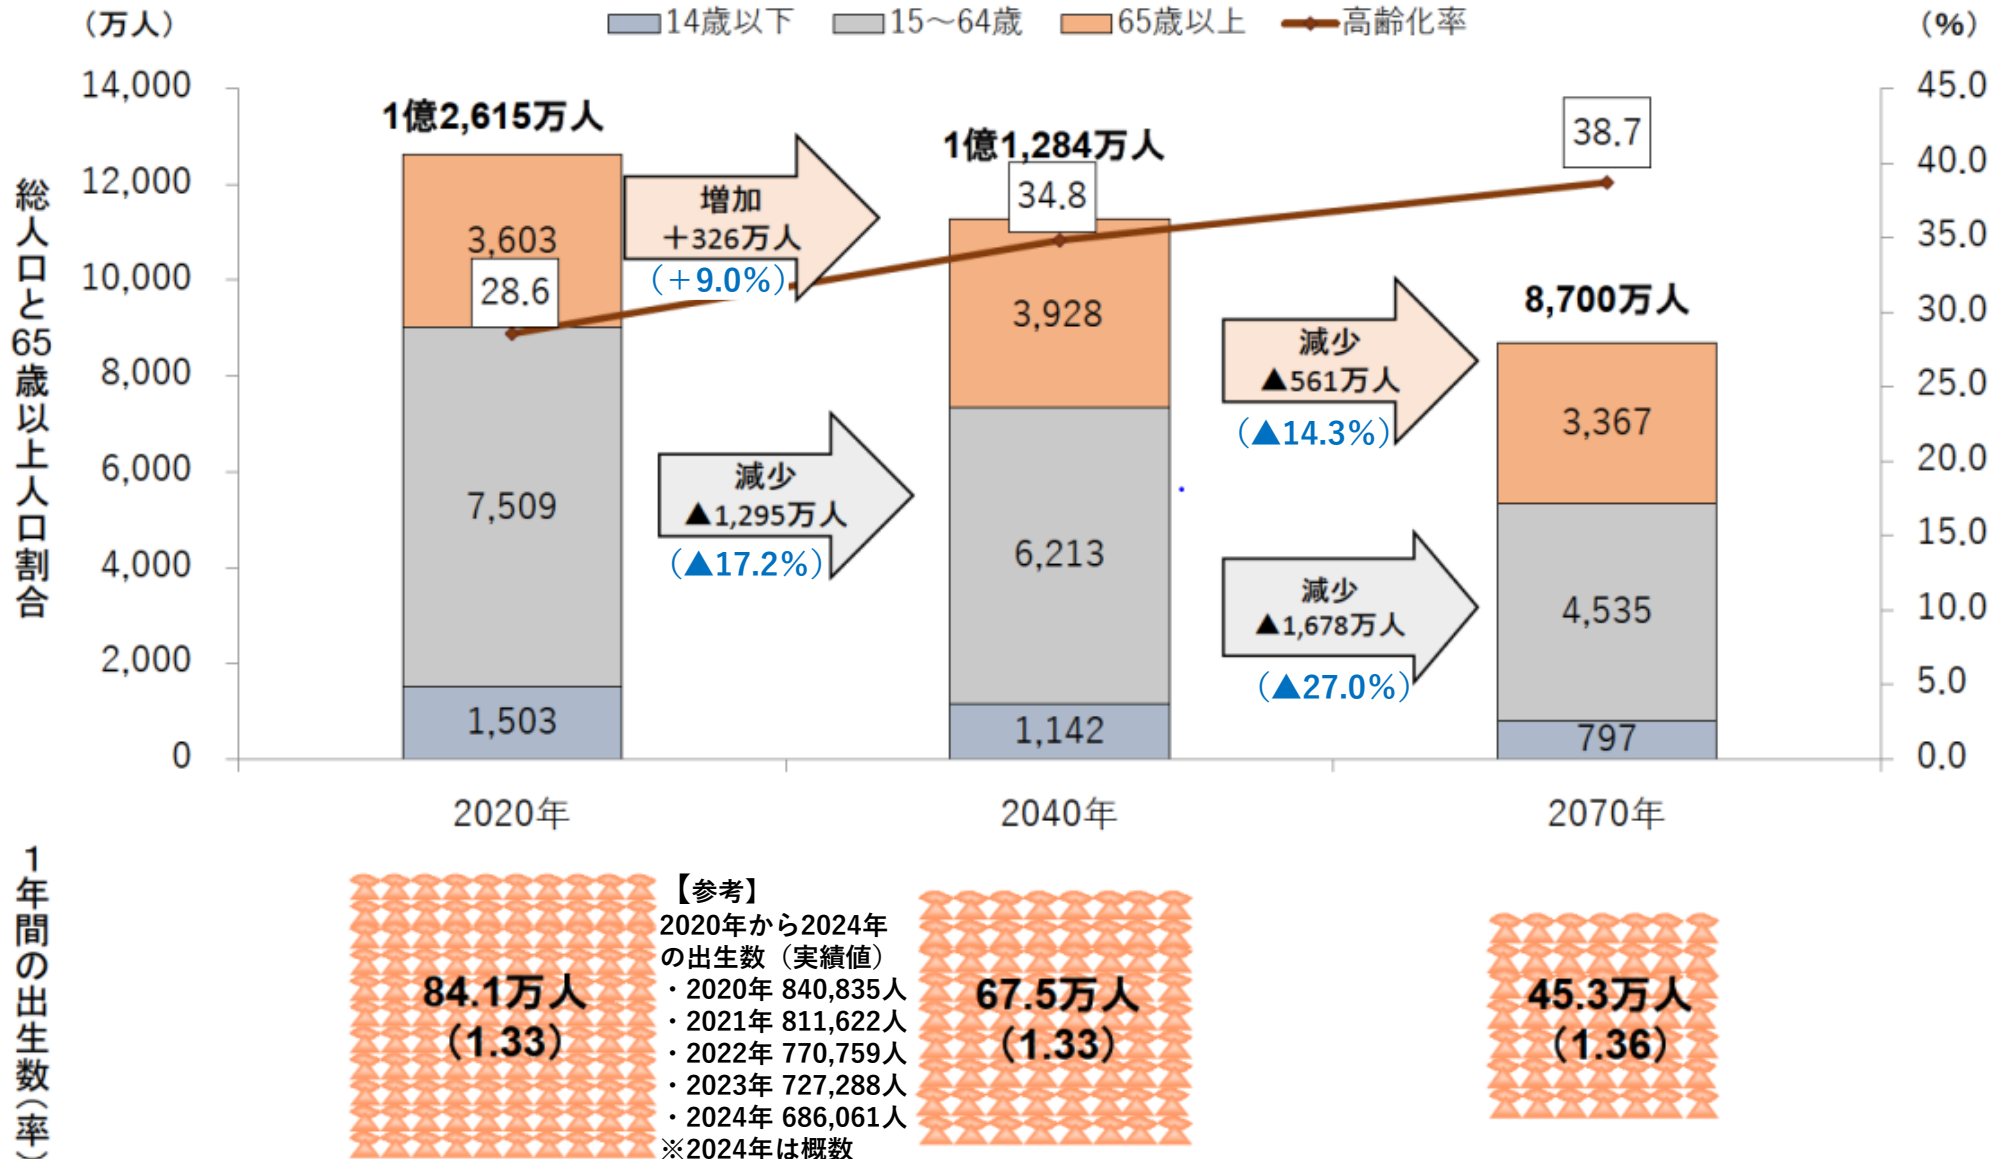 （万人）
14歳以下
15～64歳
65歳以上
高齢化率
（%）
総人口と65歳以上人口割合
14,000
12,000
10,000
8,000
6,000
4,000
2,000
0
45.0
40.0
35.0
30.0
25.0
20.0
15.0
10.0
5.0
0.0
1億2,615万人
3,603
28.6
7,509
1,503
増加
＋326万人
（＋9.0%）
減少
▲1,295万人
（▲17.2%）
1億1,284万人
34.8
3,928
6,213
1,142
減少
▲561万人
（▲14.3%）
減少
▲1,678万人
（▲27.0%）
38.7
8,700万人
3,367
4,535
797
2020年
2040年
2070年
1年間の出生数（率）
84.1万人
（1.33）
【参考】
2020年から2024年
の出生数（実績値）
・2020年 840,835人
・2021年 811,622人
・2022年 770,759人
・2023年 727,288人
・2024年 686,061人
※2024年は概数
67.5万人
（1.33）
45.3万人
（1.36）